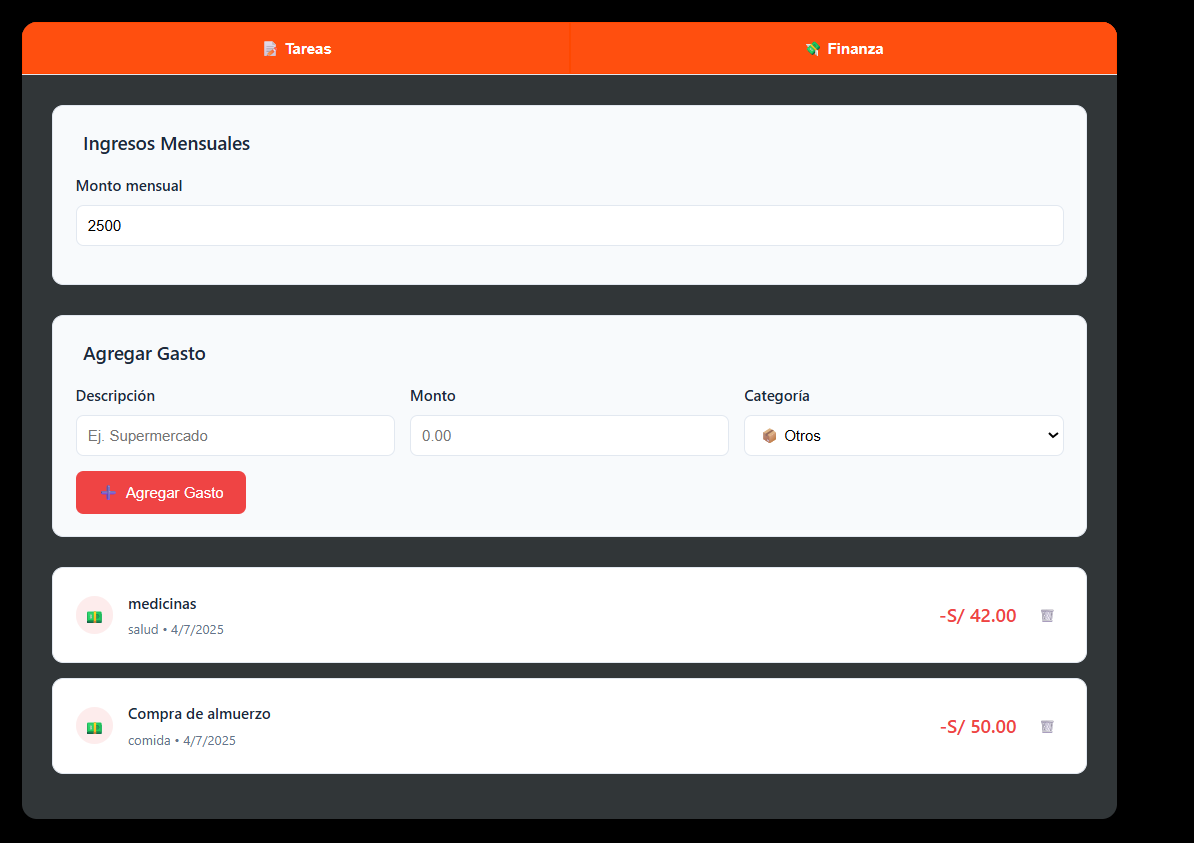 Tareas
Finanza
Ingresos Mensuales
Monto mensual
2500
Agregar Gasto
Descripción
Monto
Categoría
Ej. Supermercado
0.00
Otros
Agregar Gasto
medicinas
-S/ 42.00
salud • 4/7/2025
Compra de almuerzo
-S/ 50.00
comida • 4/7/2025